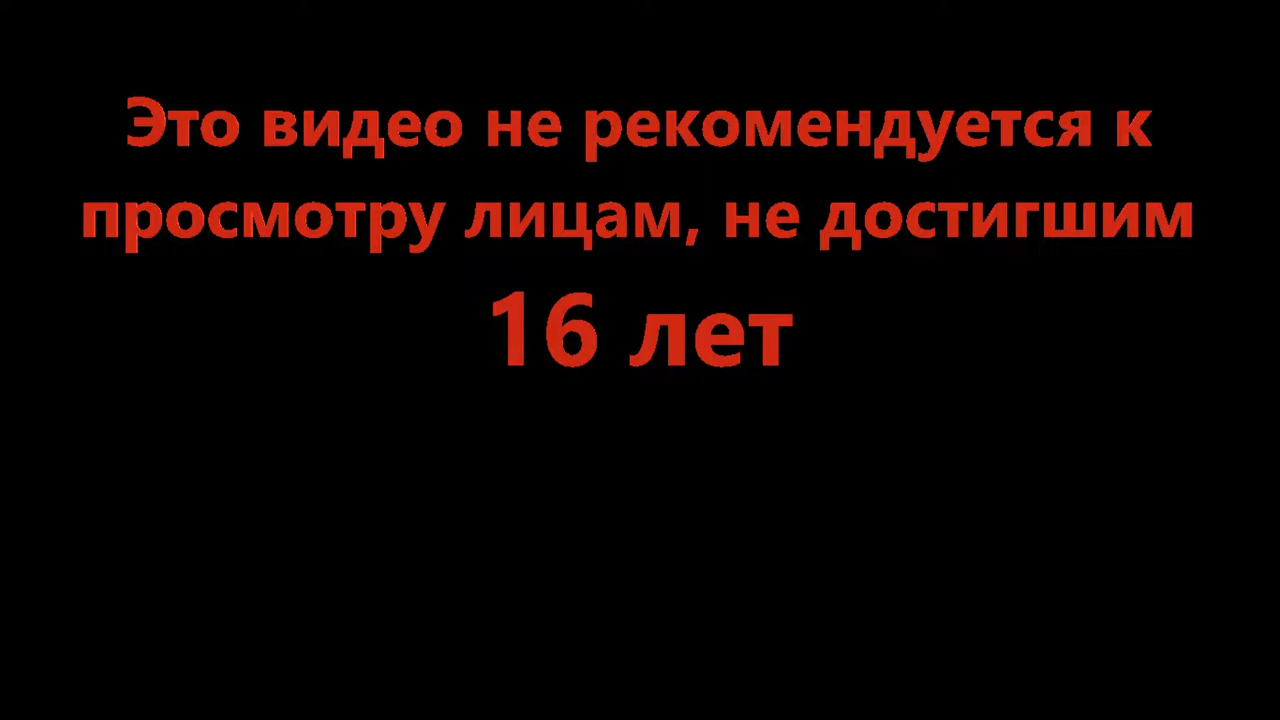 Это видео не рекомендуется к
просмотру лицам, не достигшим
16 лет